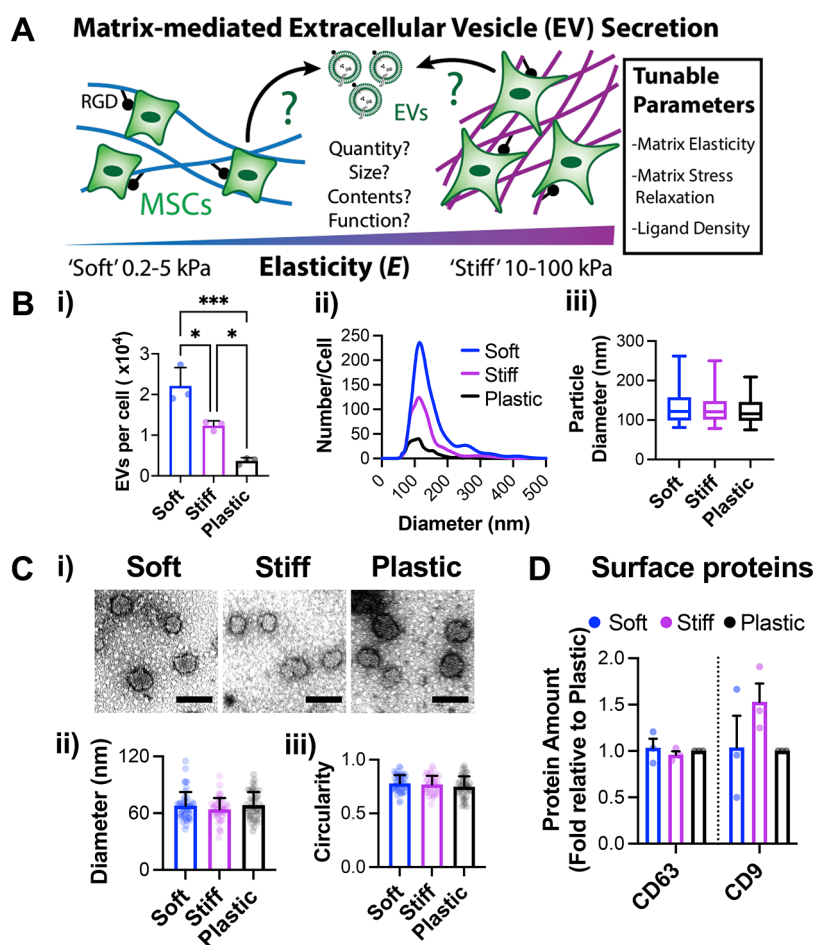 A
Matrix-mediated Extracellular Vesicle (EV) Secretion
RGD
MSCs
?
EVs
?
Quantity?
Size?
Contents?
Function?
Tunable
Parameters
-Matrix Elasticity
-Matrix Stress
Relaxation
-Ligand Density
'Soft' 0.2-5 kPa
Elasticity (E)
'Stiff' 10-100 kPa
B
i)
***
*
*
EVs per cell ( x10⁴)
3
2
1
0
Soft
Stiff
Plastic
ii)
Number/Cell
250
200
150
100
50
0
0
100
200
300
400
500
Diameter (nm)
Soft
Stiff
Plastic
iii)
Particle
Diameter (nm)
300
200
100
0
Soft
Stiff
Plastic
C
i)
Soft
Stiff
Plastic
ii)
Diameter (nm)
120
60
0
Soft
Stiff
Plastic
iii)
Circularity
1.0
0.5
0.0
Soft
Stiff
Plastic
D
Surface proteins
Soft
Stiff
Plastic
Protein Amount
(Fold relative to Plastic)
2.0
1.5
1.0
0.5
0.0
CD63
CD9